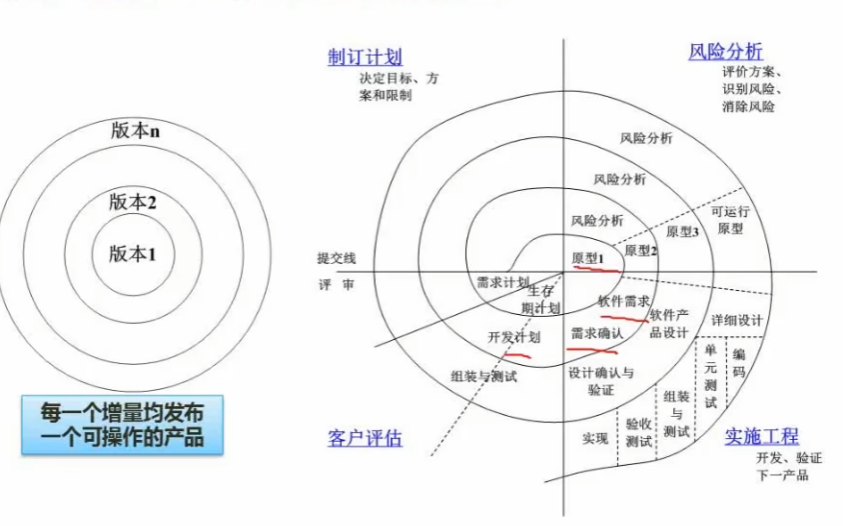 制订计划
决定目标、方
案和限制
风险分析
评价方案、
识别风险、
消除风险
版本n
版本2
版本1
每一个增量均发布
一个可操作的产品
风险分析
风险分析
风险分析
可运行
原型
原型3
原型2
原型1
提交线
评 审
需求计划
生存
期计划
开发计划
组装与测试
软件需求
需求确认
软件产
品设计
设计确认与
验证
详细设计
单
元
测
试
编
码
组装
与
测试
验收
测试
实现
客户评估
实施工程
开发、验证
下一产品